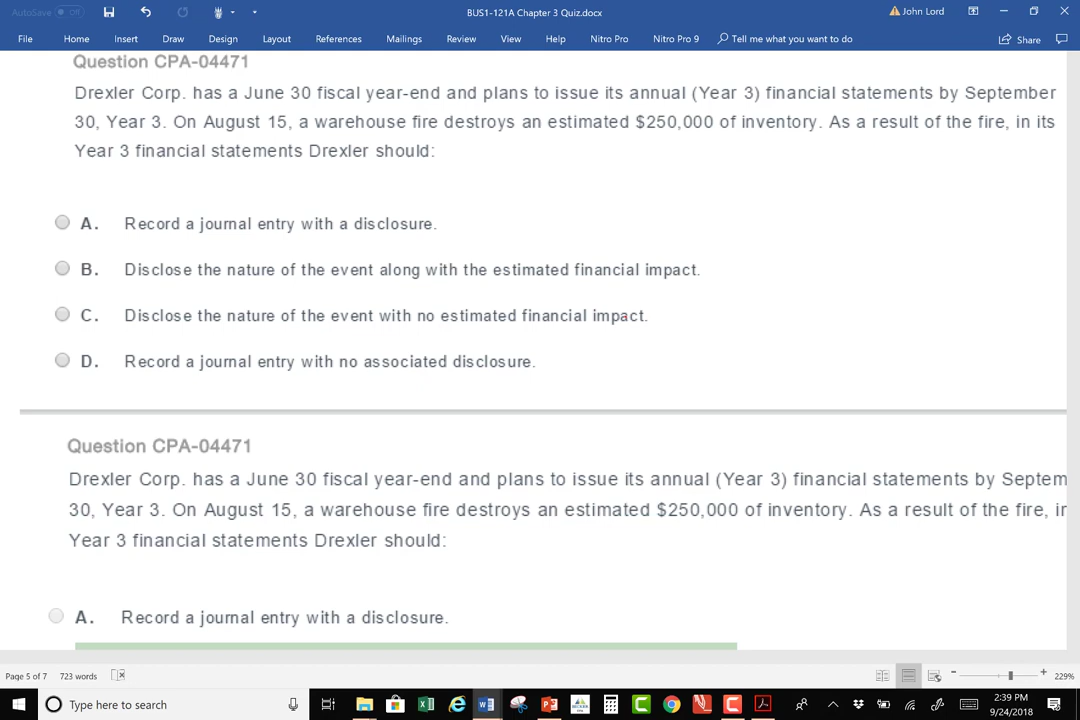 AutoSave Off
BUS1-121A Chapter 3 Quiz.docx
John Lord
File Home Insert Draw Design Layout References Mailings Review View Help Nitro Pro Nitro Pro 9 Tell me what you want to do Share
Question CPA-04471
Drexler Corp. has a June 30 fiscal year-end and plans to issue its annual (Year 3) financial statements by September
30, Year 3. On August 15, a warehouse fire destroys an estimated $250,000 of inventory. As a result of the fire, in its
Year 3 financial statements Drexler should:
A. Record a journal entry with a disclosure.
B. Disclose the nature of the event along with the estimated financial impact.
C. Disclose the nature of the event with no estimated financial impact.
D. Record a journal entry with no associated disclosure.
Question CPA-04471
Drexler Corp. has a June 30 fiscal year-end and plans to issue its annual (Year 3) financial statements by Septem
30, Year 3. On August 15, a warehouse fire destroys an estimated $250,000 of inventory. As a result of the fire, in
Year 3 financial statements Drexler should:
A. Record a journal entry with a disclosure.
Page 5 of 7 723 words
229%
Type here to search
2:39 PM
9/24/2018